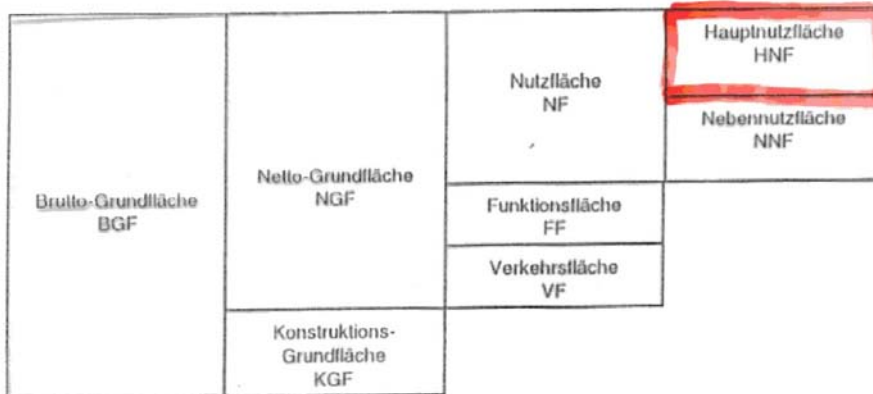 Brutto-Grundfläche
BGF
Netto-Grundfläche
NGF
Konstruktions-
Grundfläche
KGF
Nutzfläche
NF
Funktionsfläche
FF
Verkehrsfläche
VF
Hauptnutzfläche
HNF
Nebennutzfläche
NNF